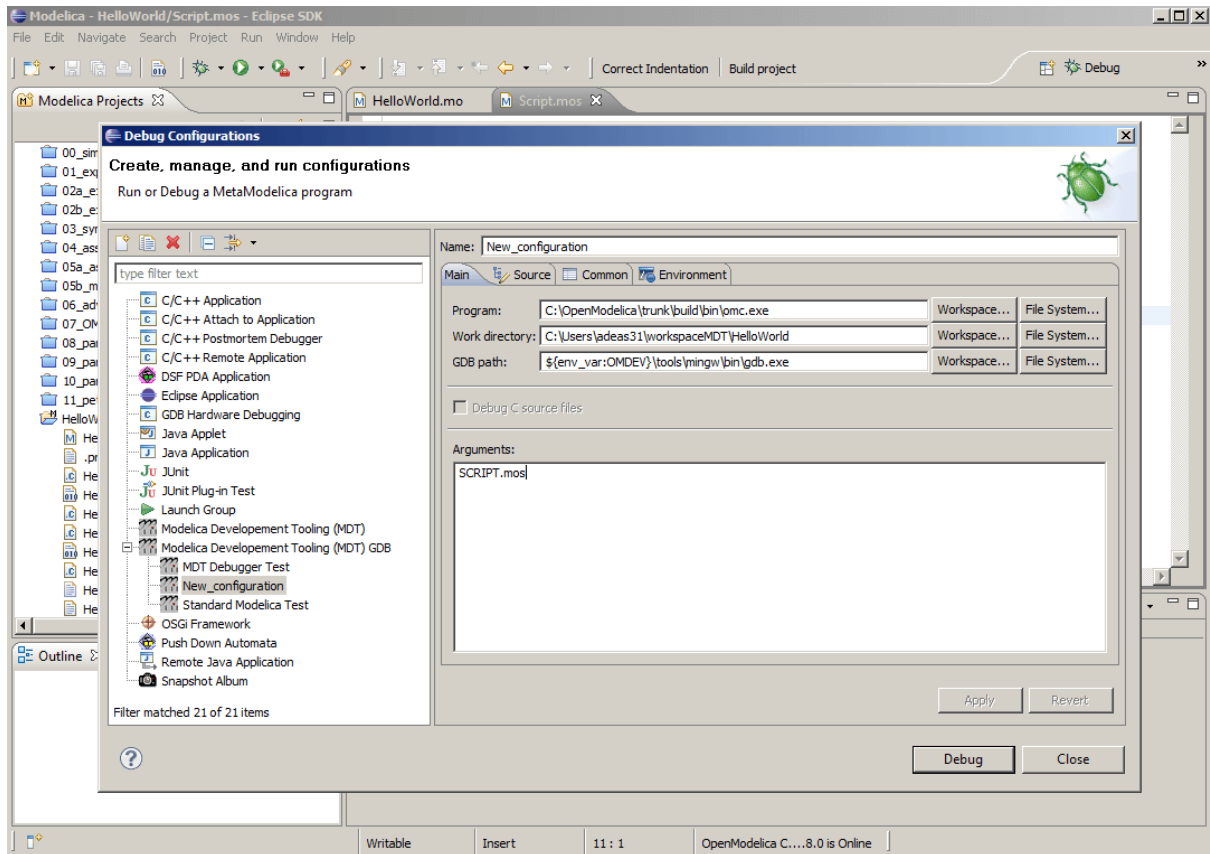 Modelica - HelloWorld/Script.mos - Eclipse SDK
File Edit Navigate Search Project Run Window Help
Correct Indentation Build project Debug »
Modelica Projects HelloWorld.mo Script.mos
Debug Configurations
Create, manage, and run configurations
Run or Debug a MetaModelica program
00_sim
01_exp
02a_e
02b_e
03_syr
04_ass
05a_a
05b_m
06_ad
07_OM
08_par
09_par
10_par
11_pet
HelloW
He
.pr
He
He
He
He
He
He
He
He
Outline
type filter text
C/C++ Application
C/C++ Attach to Application
C/C++ Postmortem Debugger
C/C++ Remote Application
DSF PDA Application
Eclipse Application
GDB Hardware Debugging
Java Applet
Java Application
JUnit
JUnit Plug-in Test
Launch Group
Modelica Developement Tooling (MDT)
Modelica Developement Tooling (MDT) GDB
MDT Debugger Test
New_configuration
Standard Modelica Test
OSGi Framework
Push Down Automata
Remote Java Application
Snapshot Album
Filter matched 21 of 21 items
Name: New_configuration
Main Source Common Environment
Program: C:\OpenModelica\trunk\build\bin\omc.exe Workspace... File System...
Work directory: C:\Users\adeas31\workspaceMDT\HelloWorld Workspace... File System...
GDB path: ${env_var:OMDEV}\tools\mingw\bin\gdb.exe Workspace... File System...
Debug C source files
Arguments:
SCRIPT.mos
Apply Revert
Debug Close
Writable Insert 11 : 1 OpenModelica C....8.0 is Online